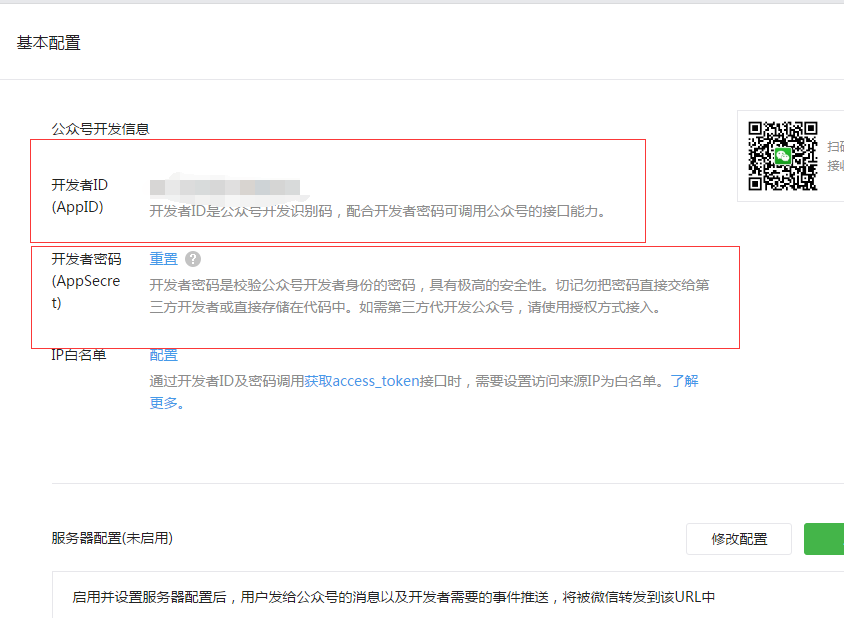 基本配置
公众号开发信息
扫码
接收
开发者ID
(AppID)
开发者ID是公众号开发识别码，配合开发者密码可调用公众号的接口能力。
开发者密码 重置 ?
(AppSecre
t)
开发者密码是校验公众号开发者身份的密码，具有极高的安全性。切记勿把密码直接交给第
三方开发者或直接存储在代码中。如需第三方代开发公众号，请使用授权方式接入。
IP白名单 配置
通过开发者ID及密码调用获取access_token接口时，需要设置访问来源IP为白名单。了解
更多。
服务器配置(未启用) 修改配置
启用并设置服务器配置后，用户发给公众号的消息以及开发者需要的事件推送，将被微信转发到该URL中